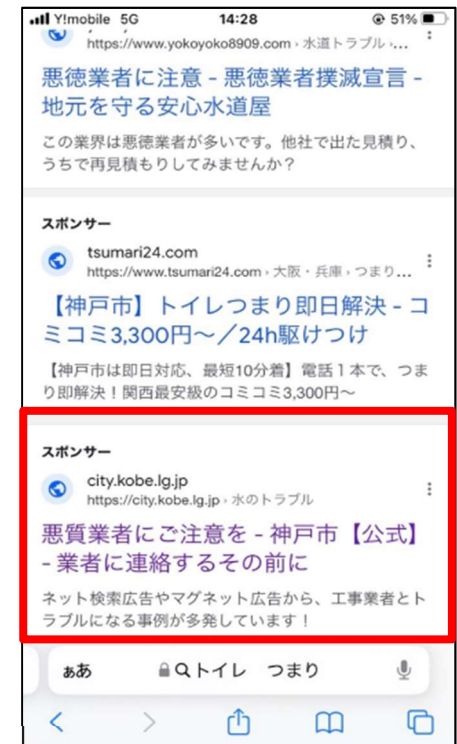 Y!mobile 5G 14:28 51%
https://www.yokoyoko8909.com › 水道トラブル ›...
悪徳業者に注意 - 悪徳業者撲滅宣言 -
地元を守る安心水道屋
この業界は悪徳業者が多いです。他社で出た見積り、
うちで再見積もりしてみませんか？
スポンサー
tsumari24.com
https://www.tsumari24.com › 大阪・兵庫 › つまり...
【神戸市】トイレつまり即日解決 - コ
ミコミ3,300円〜／24h駆けつけ
【神戸市は即日対応、最短10分着】電話１本で、つま
り即解決！関西最安級のコミコミ3,300円〜
スポンサー
city.kobe.lg.jp
https://city.kobe.lg.jp › 水のトラブル
悪質業者にご注意を - 神戸市【公式】
- 業者に連絡するその前に
ネット検索広告やマグネット広告から、工事業者とト
ラブルになる事例が多発しています！
ぁあ トイレ つまり